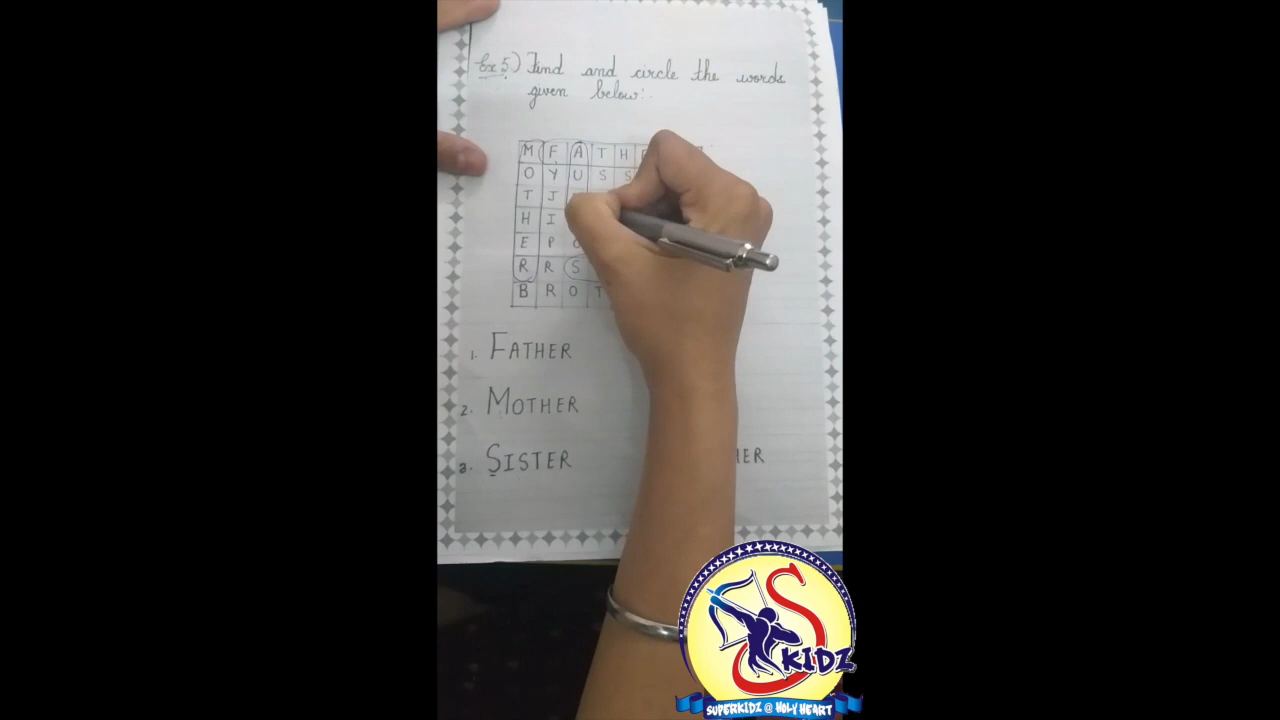 Ex 5.) Find and circle the words
given below:.
M F A T H
O Y U S S
T J
H I
E P
R R S
B R O T
1. FATHER
2. MOTHER
3. SISTER HER
S
KIDZ
SUPERKIDZ @ HOLY HEART